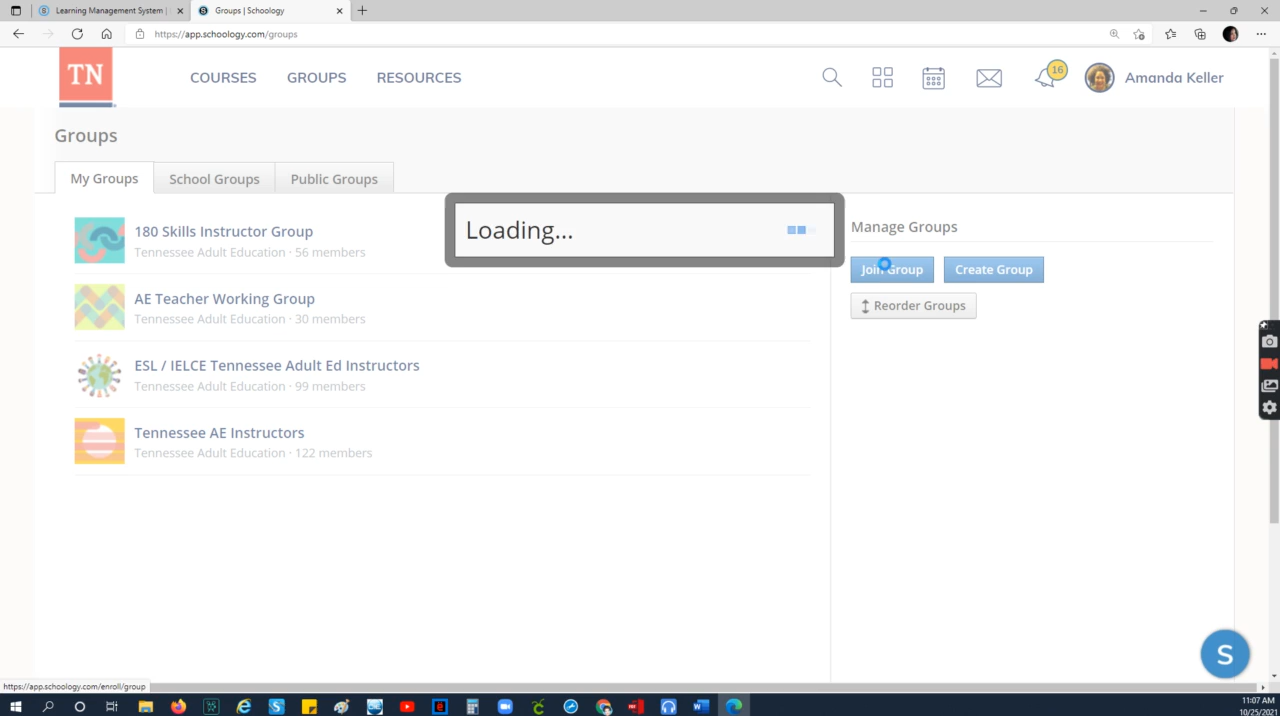 Learning Management System |
Groups | Schoology
https://app.schoology.com/groups
TN
COURSES
GROUPS
RESOURCES
16
Amanda Keller
Groups
My Groups
School Groups
Public Groups
180 Skills Instructor Group
Tennessee Adult Education · 56 members
AE Teacher Working Group
Tennessee Adult Education · 30 members
ESL / IELCE Tennessee Adult Ed Instructors
Tennessee Adult Education · 99 members
Tennessee AE Instructors
Tennessee Adult Education · 122 members
Loading...
Manage Groups
Join Group
Create Group
Reorder Groups
S
https://app.schoology.com/enroll/group
11:07 AM
10/25/2021